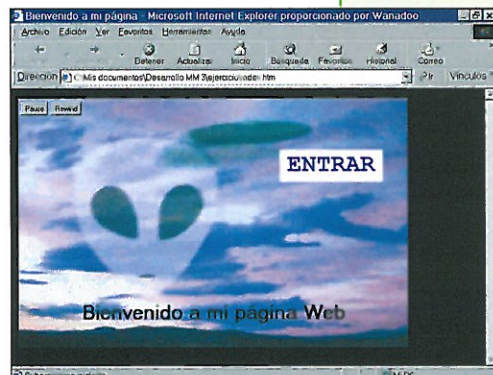 Bienvenido a mi página - Microsoft Internet Explorer proporcionado por Wanadoo
Archivo Edición Ver Favoritos Herramientas Ayuda
Detener Actualizar Inicio Búsqueda Favoritos Historial Correo
Dirección C:\Mis documentos\Desarrollo MM 3\ejercicio\index.htm Ir Vínculos
Pause Rewind
ENTRAR
Bienvenido a mi página Web